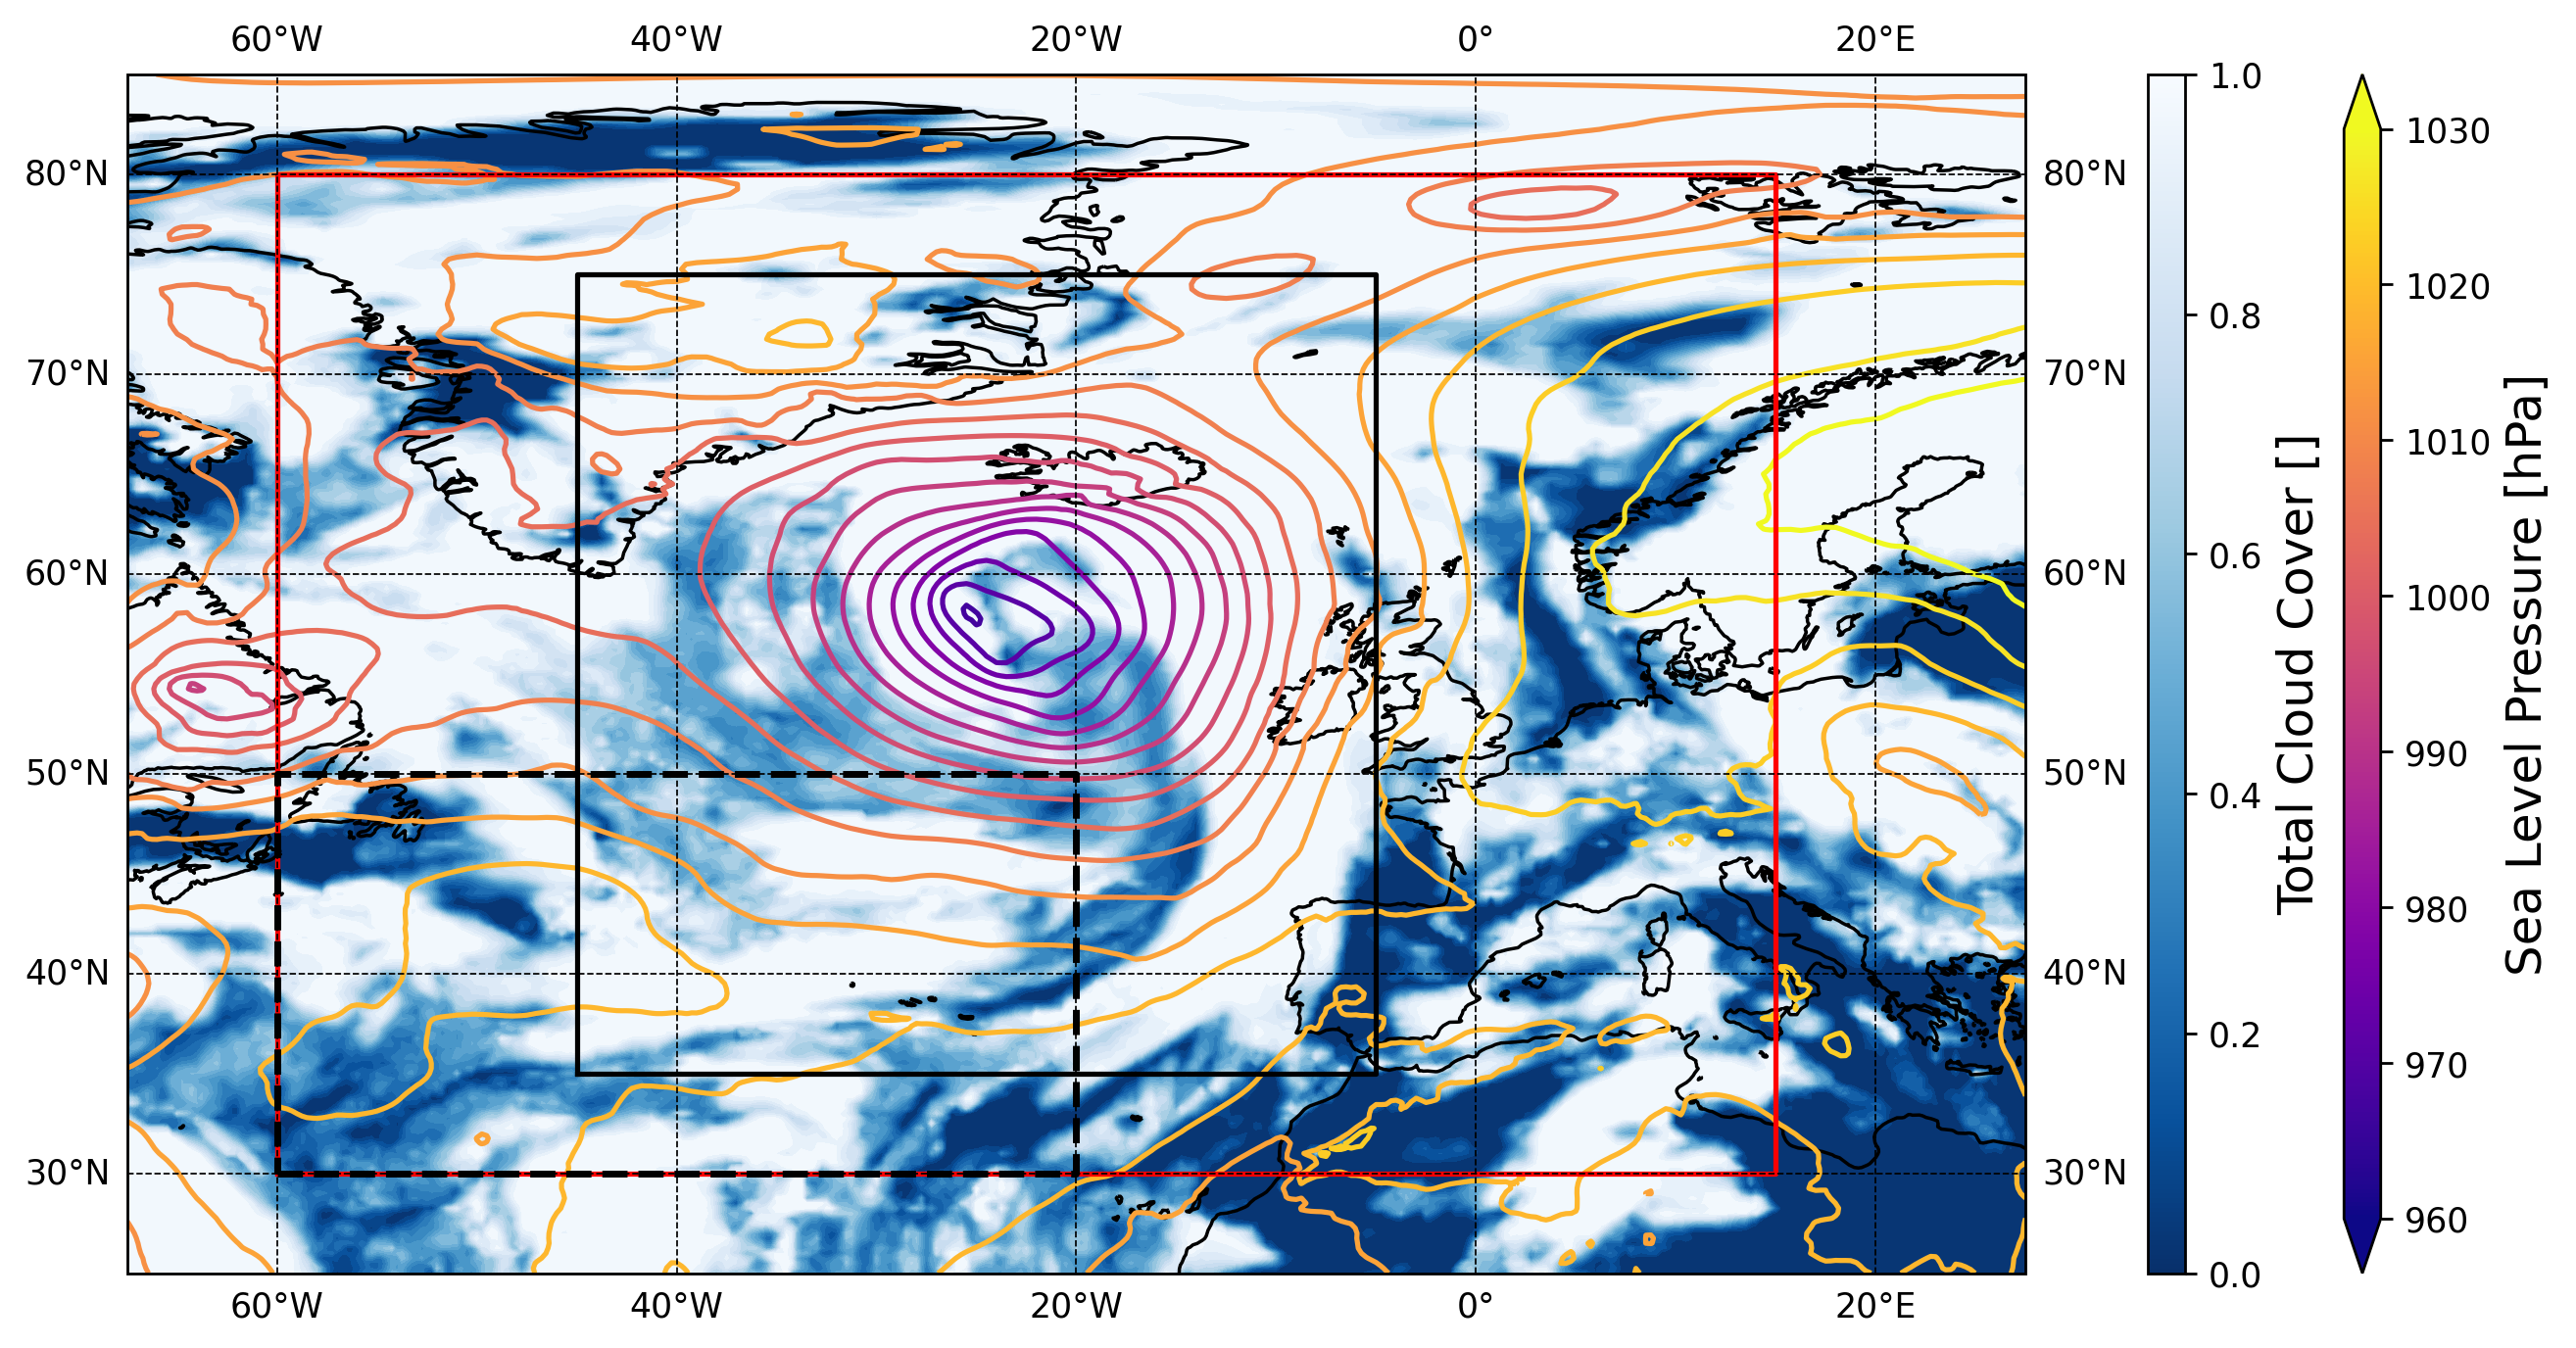 60°W 40°W 20°W 0° 20°E
80°N 80°N
70°N 70°N
60°N 60°N
50°N 50°N
40°N 40°N
30°N 30°N
60°W 40°W 20°W 0° 20°E
1.0
0.8
0.6
0.4
0.2
0.0
Total Cloud Cover []
1030
1020
1010
1000
990
980
970
960
Sea Level Pressure [hPa]